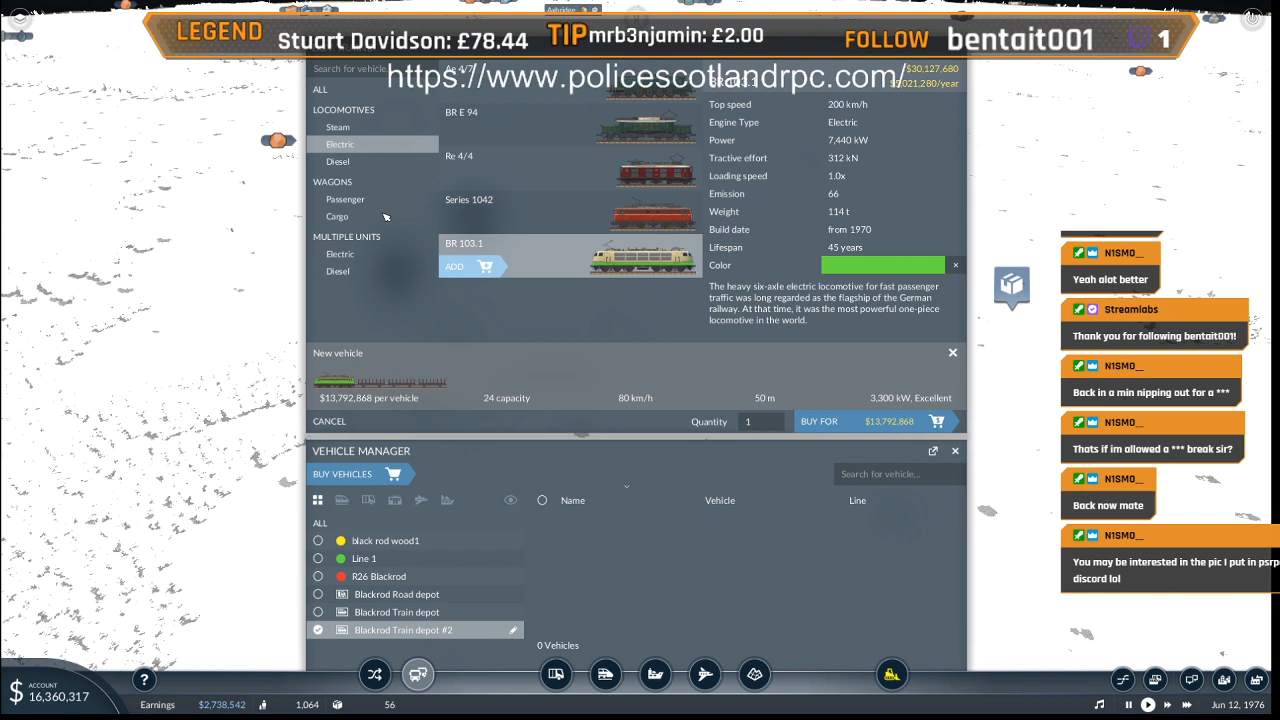 LEGEND
Stuart Davidson: £78.44
TIP
mrb3njamin: £2.00
FOLLOW
bentait001
1
https://www.policescotlandrpc.com/
Search for vehicle
Ae 4/7
$30,127,680
ALL
LOCOMOTIVES
Steam
Electric
Diesel
WAGONS
Passenger
Cargo
MULTIPLE UNITS
Electric
Diesel
BR E 94
Re 4/4
Series 1042
BR 103.1
ADD
5,021,280/year
Top speed 200 km/h
Engine Type Electric
Power 7,440 kW
Tractive effort 312 kN
Loading speed 1.0x
Emission 66
Weight 114 t
Build date from 1970
Lifespan 45 years
Color
The heavy six-axle electric locomotive for fast passenger
traffic was long regarded as the flagship of the German
railway. At that time, it was the most powerful one-piece
locomotive in the world.
New vehicle
$13,792,868 per vehicle 24 capacity 80 km/h 50 m 3,300 kW, Excellent
CANCEL Quantity 1 BUY FOR $13,792,868
VEHICLE MANAGER
BUY VEHICLES
Search for vehicle...
Name Vehicle Line
ALL
black rod wood1
Line 1
R26 Blackrod
Blackrod Road depot
Blackrod Train depot
Blackrod Train depot #2
0 Vehicles
N1SMO__
Yeah alot better
Streamlabs
Thank you for following bentait001!
N1SMO__
Back in a min nipping out for a ***
N1SMO__
Thats if im allowed a *** break sir?
N1SMO__
Back now mate
N1SMO__
You may be interested in the pic I put in psrp
discord lol
$ ACCOUNT
16,360,317
?
Earnings $2,738,542 1,064 56
Jun 12, 1976